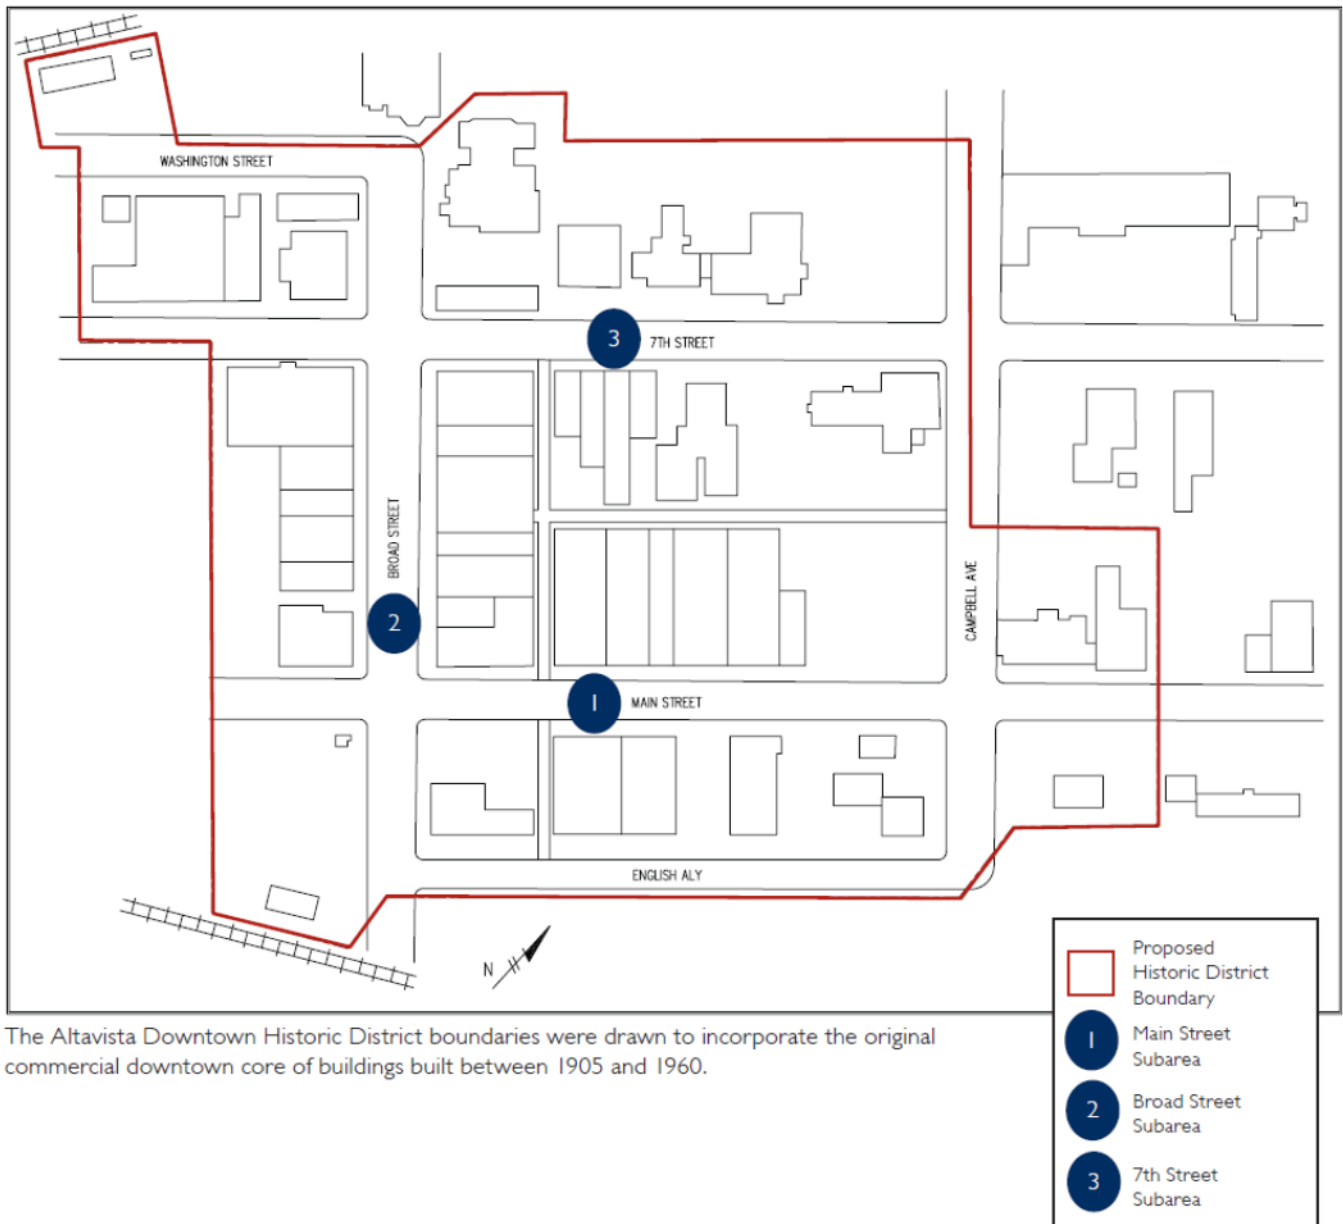 WASHINGTON STREET
3
7TH STREET
BROAD STREET
2
CAMPBELL AVE
1
MAIN STREET
ENGLISH ALY
N
Proposed
Historic District
Boundary
1
Main Street
Subarea
2
Broad Street
Subarea
3
7th Street
Subarea
The Altavista Downtown Historic District boundaries were drawn to incorporate the original
commercial downtown core of buildings built between 1905 and 1960.